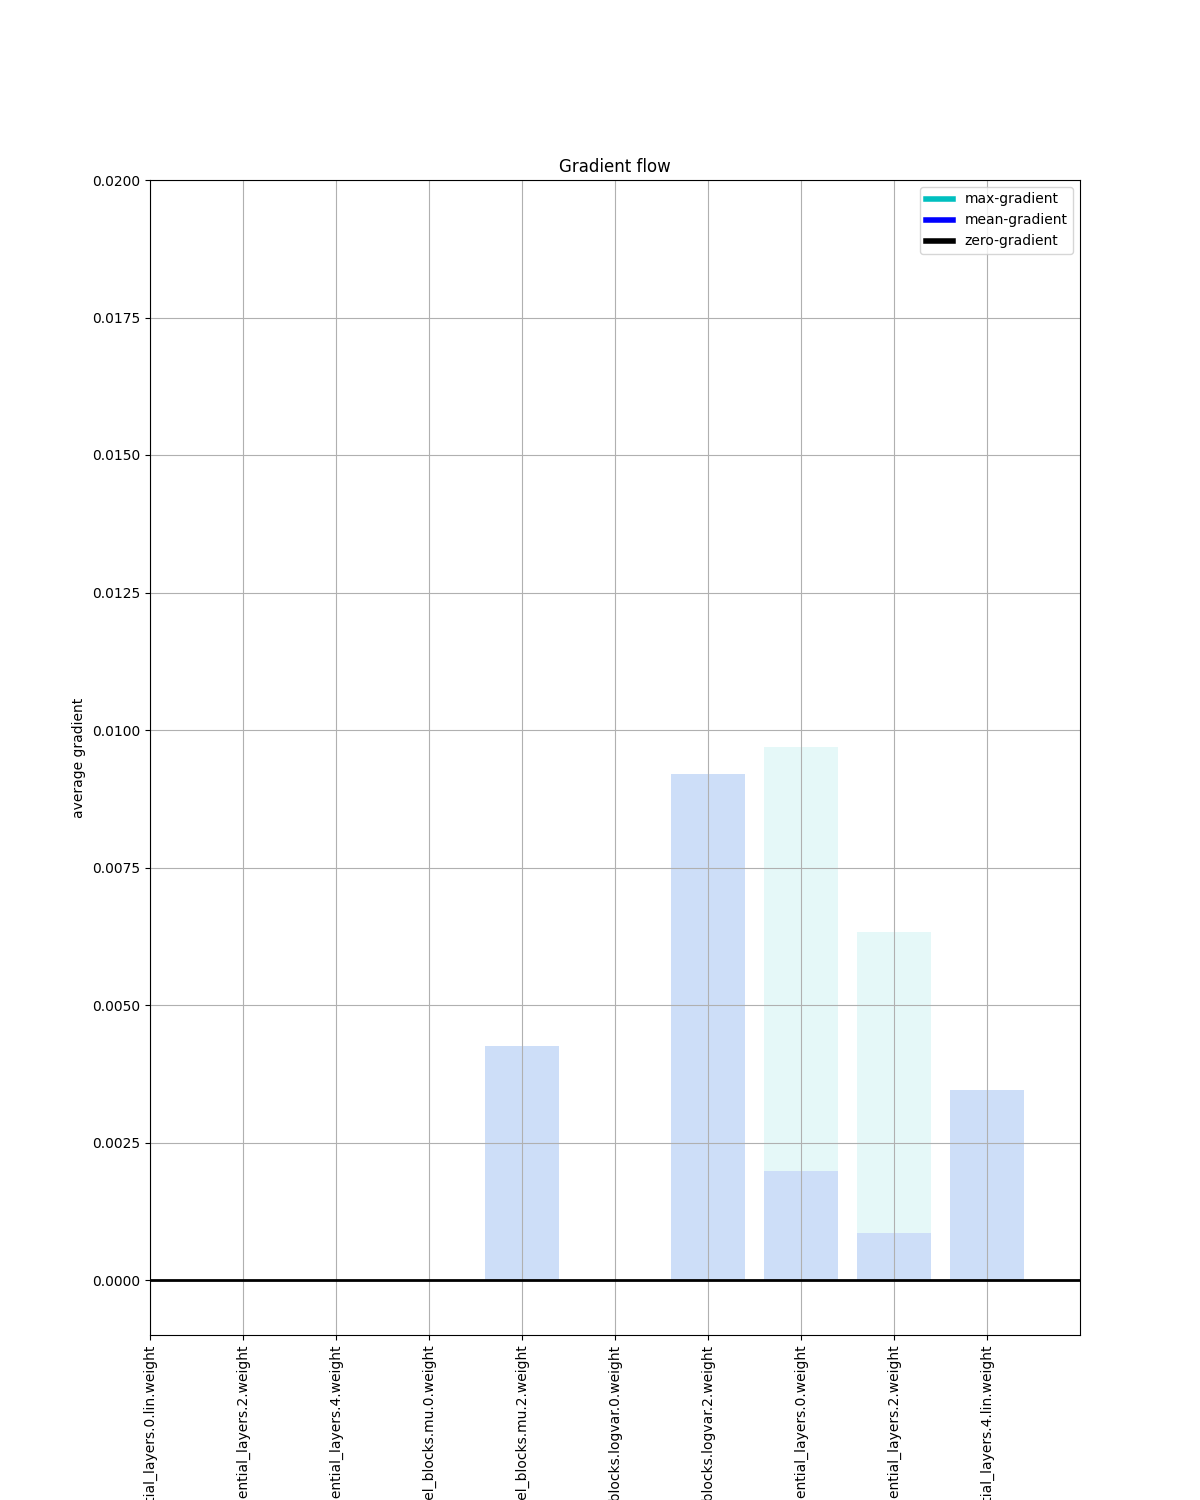 Gradient flow
max-gradient
mean-gradient
zero-gradient
0.0200
0.0175
0.0150
0.0125
0.0100
0.0075
0.0050
0.0025
0.0000
average gradient
tial_layers.0.lin.weight
ential_layers.2.weight
ential_layers.4.weight
el_blocks.mu.0.weight
el_blocks.mu.2.weight
blocks.logvar.0.weight
blocks.logvar.2.weight
ential_layers.0.weight
ential_layers.2.weight
tial_layers.4.lin.weight